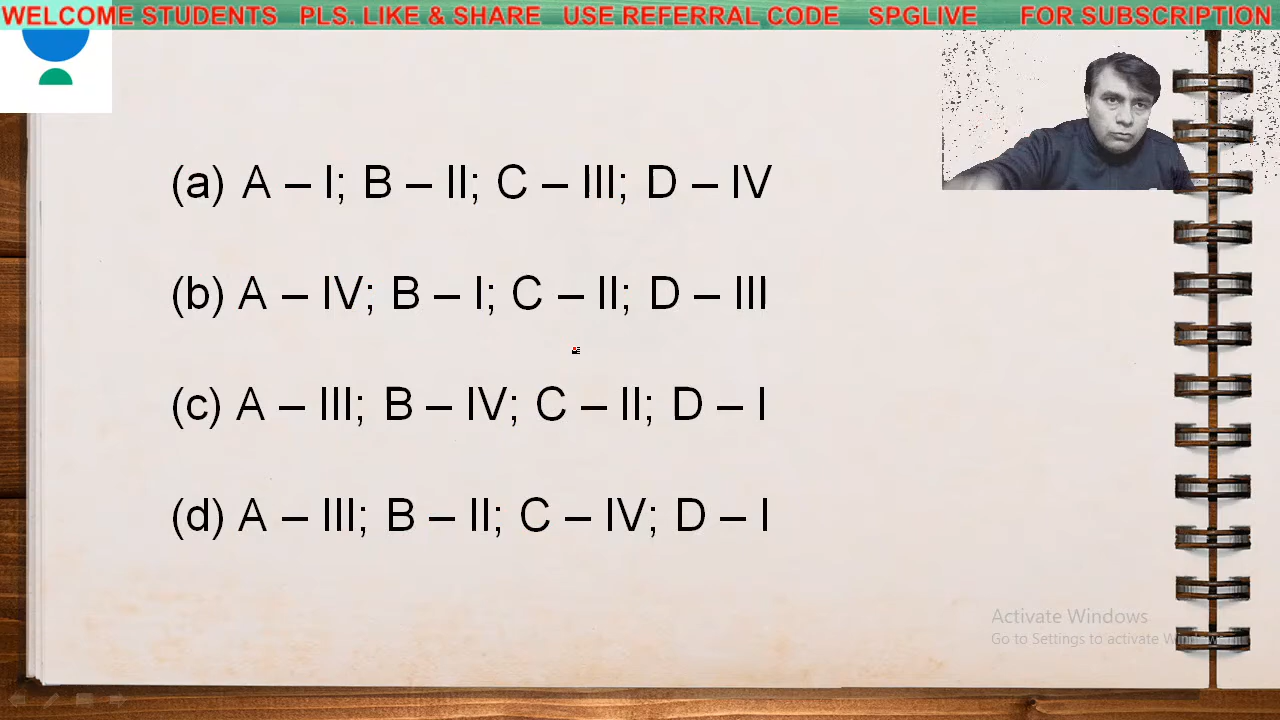 WELCOME STUDENTS PLS. LIKE & SHARE USE REFERRAL CODE SPGLIVE FOR SUBSCRIPTION
(a) A – I; B – II; C – III; D – IV
(b) A – IV; B – I; C – II; D – III
(c) A – III; B – IV; C – II; D – I
(d) A – III; B – II; C – IV; D – I
Activate Windows
Go to Settings to activate Windows.